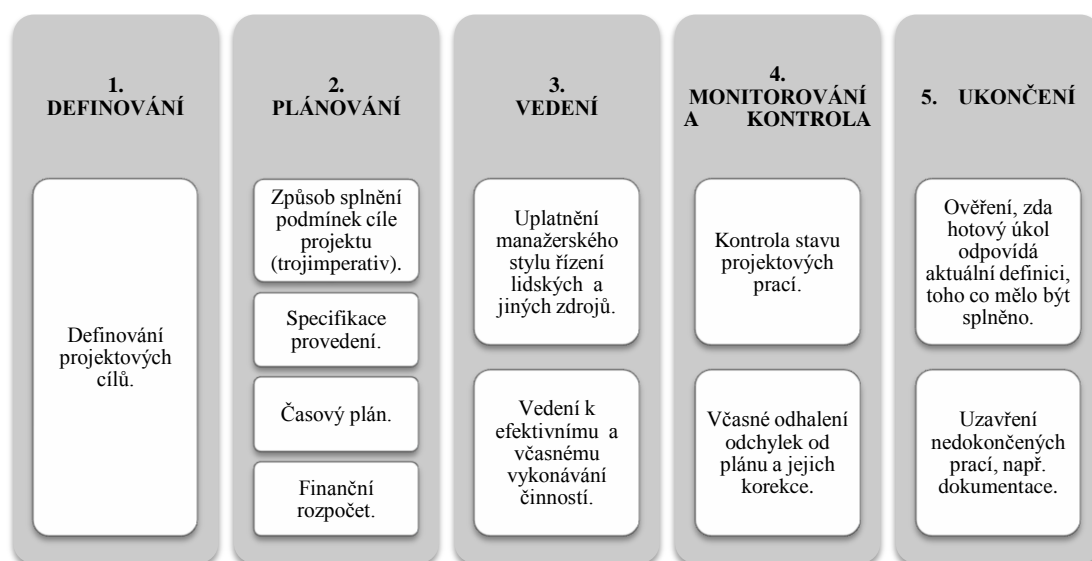 1.
DEFINOVÁNÍ
Definování
projektových
cílů.
2.
PLÁNOVÁNÍ
Způsob splnění
podmínek cíle
projektu
(trojimperativ).
Specifikace
provedení.
Časový plán.
Finanční
rozpočet.
3.
VEDENÍ
Uplatnění
manažerského
stylu řízení
lidských a
jiných zdrojů.
Vedení k
efektivnímu a
včasnému
vykonávání
činností.
4.
MONITOROVÁNÍ
A KONTROLA
Kontrola stavu
projektových
prací.
Včasné odhalení
odchylek od
plánu a jejich
korekce.
5. UKONČENÍ
Ověření, zda
hotový úkol
odpovídá
aktuální definici,
toho co mělo být
splněno.
Uzavření
nedokončených
prací, např.
dokumentace.